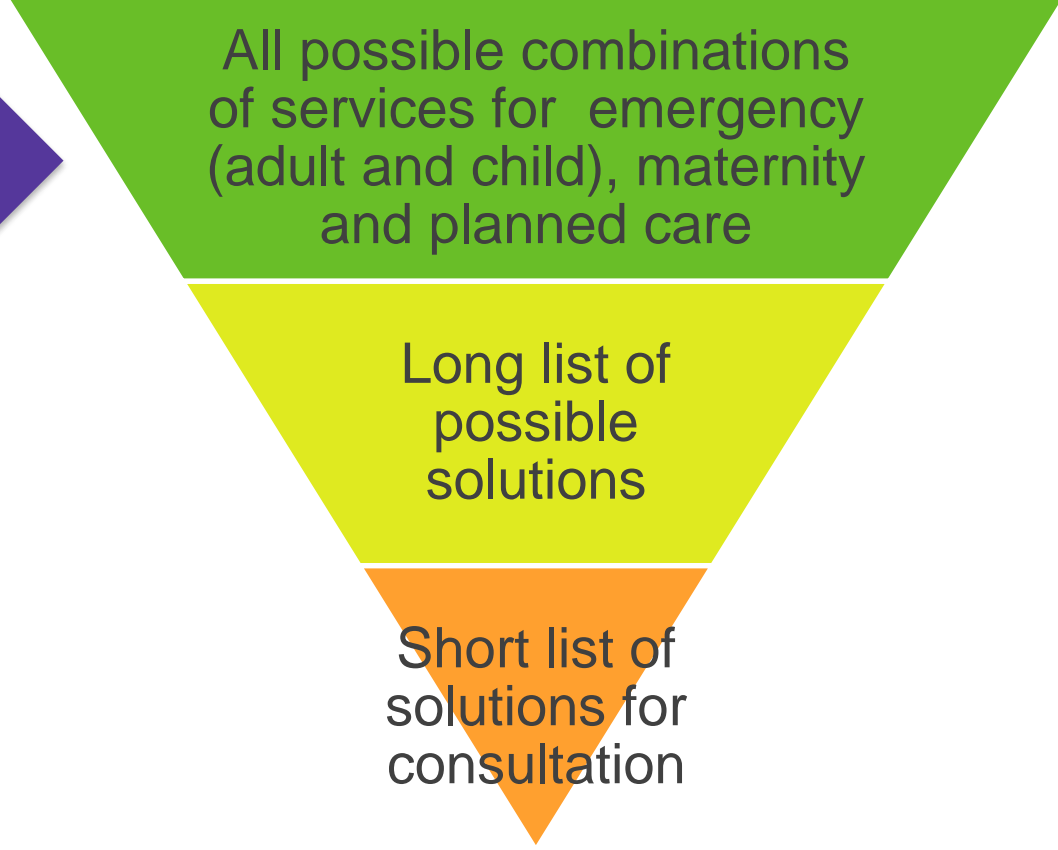 All possible combinations
of services for  emergency
(adult and child), maternity
and planned care
Long list of
possible
solutions
Short list of
solutions for
consultation